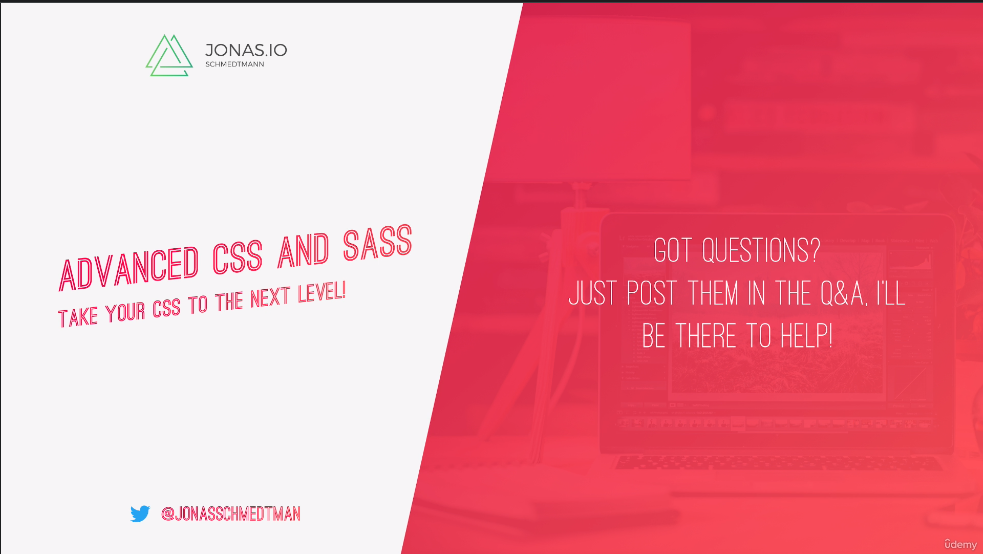 JONAS.IO
SCHMEDTMANN
ADVANCED CSS AND SASS
TAKE YOUR CSS TO THE NEXT LEVEL!
@JONASSCHMEDTMAN
GOT QUESTIONS?
JUST POST THEM IN THE Q&A, I'LL
BE THERE TO HELP!
ûdemy